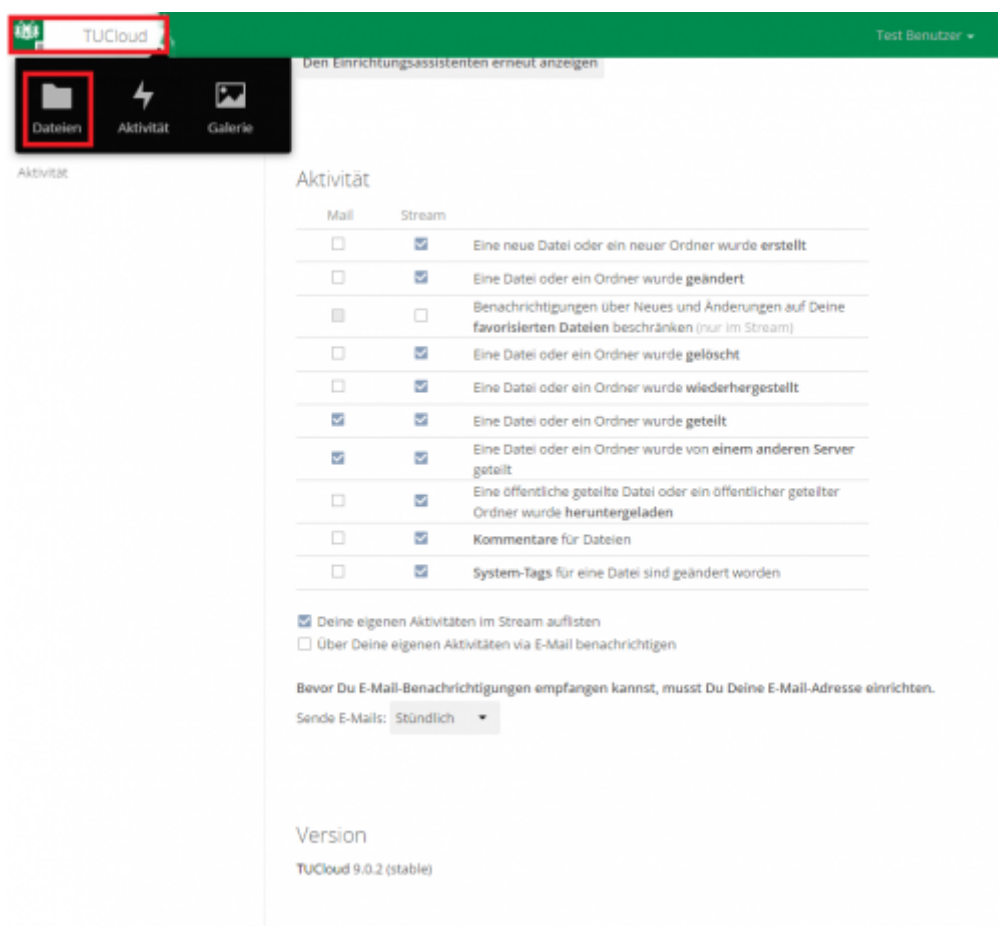 TUCloud
Test Benutzer
Den Einrichtungsassistenten erneut anzeigen
Dateien
Aktivität
Galerie
Aktivität
Aktivität
Mail
Stream
Eine neue Datei oder ein neuer Ordner wurde erstellt
Eine Datei oder ein Ordner wurde geändert
Benachrichtigungen über Neues und Änderungen auf Deine
favorisierten Dateien beschränken (nur im Stream)
Eine Datei oder ein Ordner wurde gelöscht
Eine Datei oder ein Ordner wurde wiederhergestellt
Eine Datei oder ein Ordner wurde geteilt
Eine Datei oder ein Ordner wurde von einem anderen Server
geteilt
Eine öffentliche geteilte Datei oder ein öffentlicher geteilter
Ordner wurde heruntergeladen
Kommentare für Dateien
System-Tags für eine Datei sind geändert worden
Deine eigenen Aktivitäten im Stream auflisten
Über Deine eigenen Aktivitäten via E-Mail benachrichtigen
Bevor Du E-Mail-Benachrichtigungen empfangen kannst, musst Du Deine E-Mail-Adresse einrichten.
Sende E-Mails: Stündlich
Version
TUCloud 9.0.2 (stable)